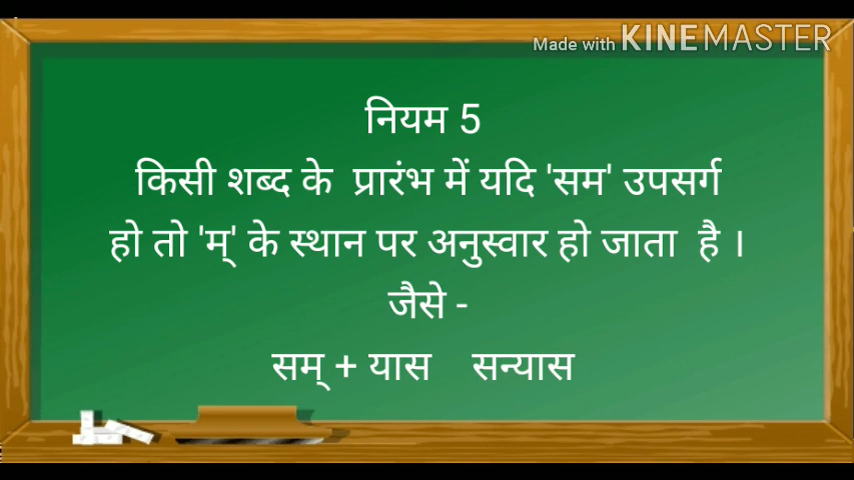 Made with KINEMASTER
नियम 5
किसी शब्द के प्रारंभ में यदि 'सम' उपसर्ग
हो तो 'म्' के स्थान पर अनुस्वार हो जाता है ।
जैसे -
सम् + यास सन्यास